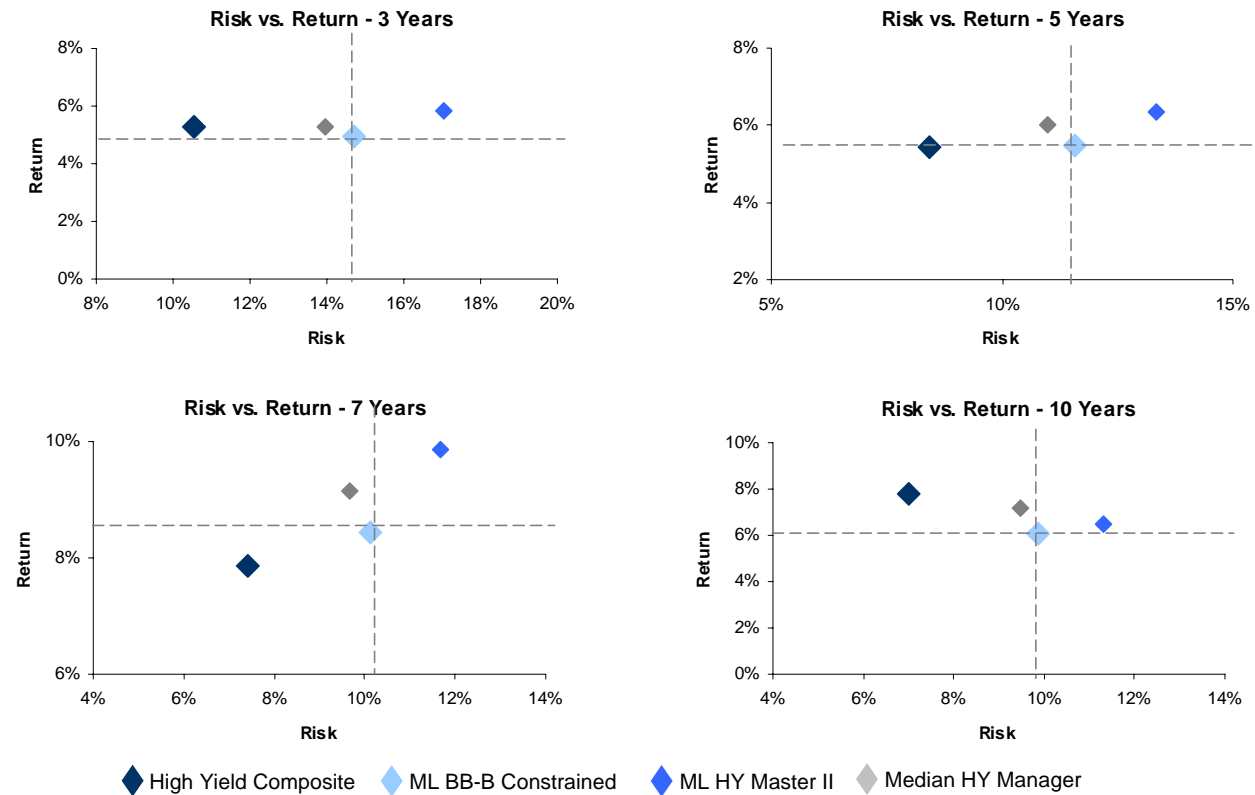 Risk vs. Return - 3 Years
8%
6%
4%
2%
0%
Return
8% 10% 12% 14% 16% 18% 20%
Risk
Risk vs. Return - 5 Years
8%
6%
4%
2%
Return
5% 10% 15%
Risk
Risk vs. Return - 7 Years
10%
8%
6%
Return
4% 6% 8% 10% 12% 14%
Risk
Risk vs. Return - 10 Years
10%
8%
6%
4%
2%
0%
Return
4% 6% 8% 10% 12% 14%
Risk
High Yield Composite ML BB-B Constrained ML HY Master II Median HY Manager